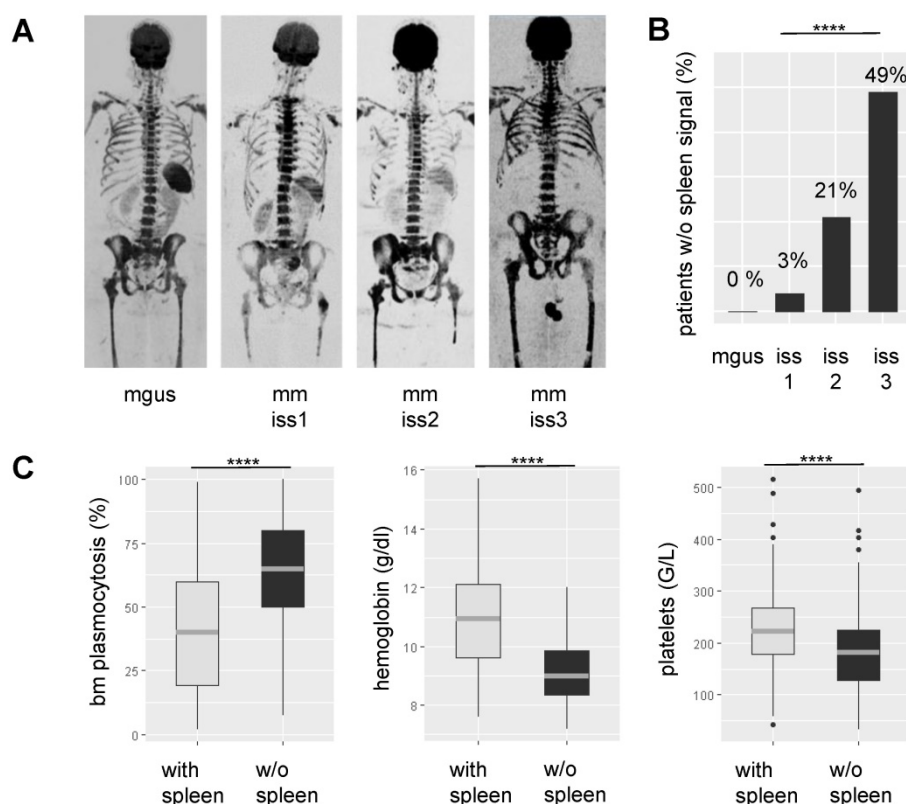 A
mgus
mm
iss1
mm
iss2
mm
iss3
B
****
patients w/o spleen signal (%)
0 %
3%
21%
49%
mgus
iss
1
iss
2
iss
3
C
****
bm plasmocytosis (%)
100
75
50
25
0
with
spleen
w/o
spleen
****
hemoglobin (g/dl)
16
14
12
10
8
with
spleen
w/o
spleen
****
platelets (G/L)
500
400
300
200
100
with
spleen
w/o
spleen